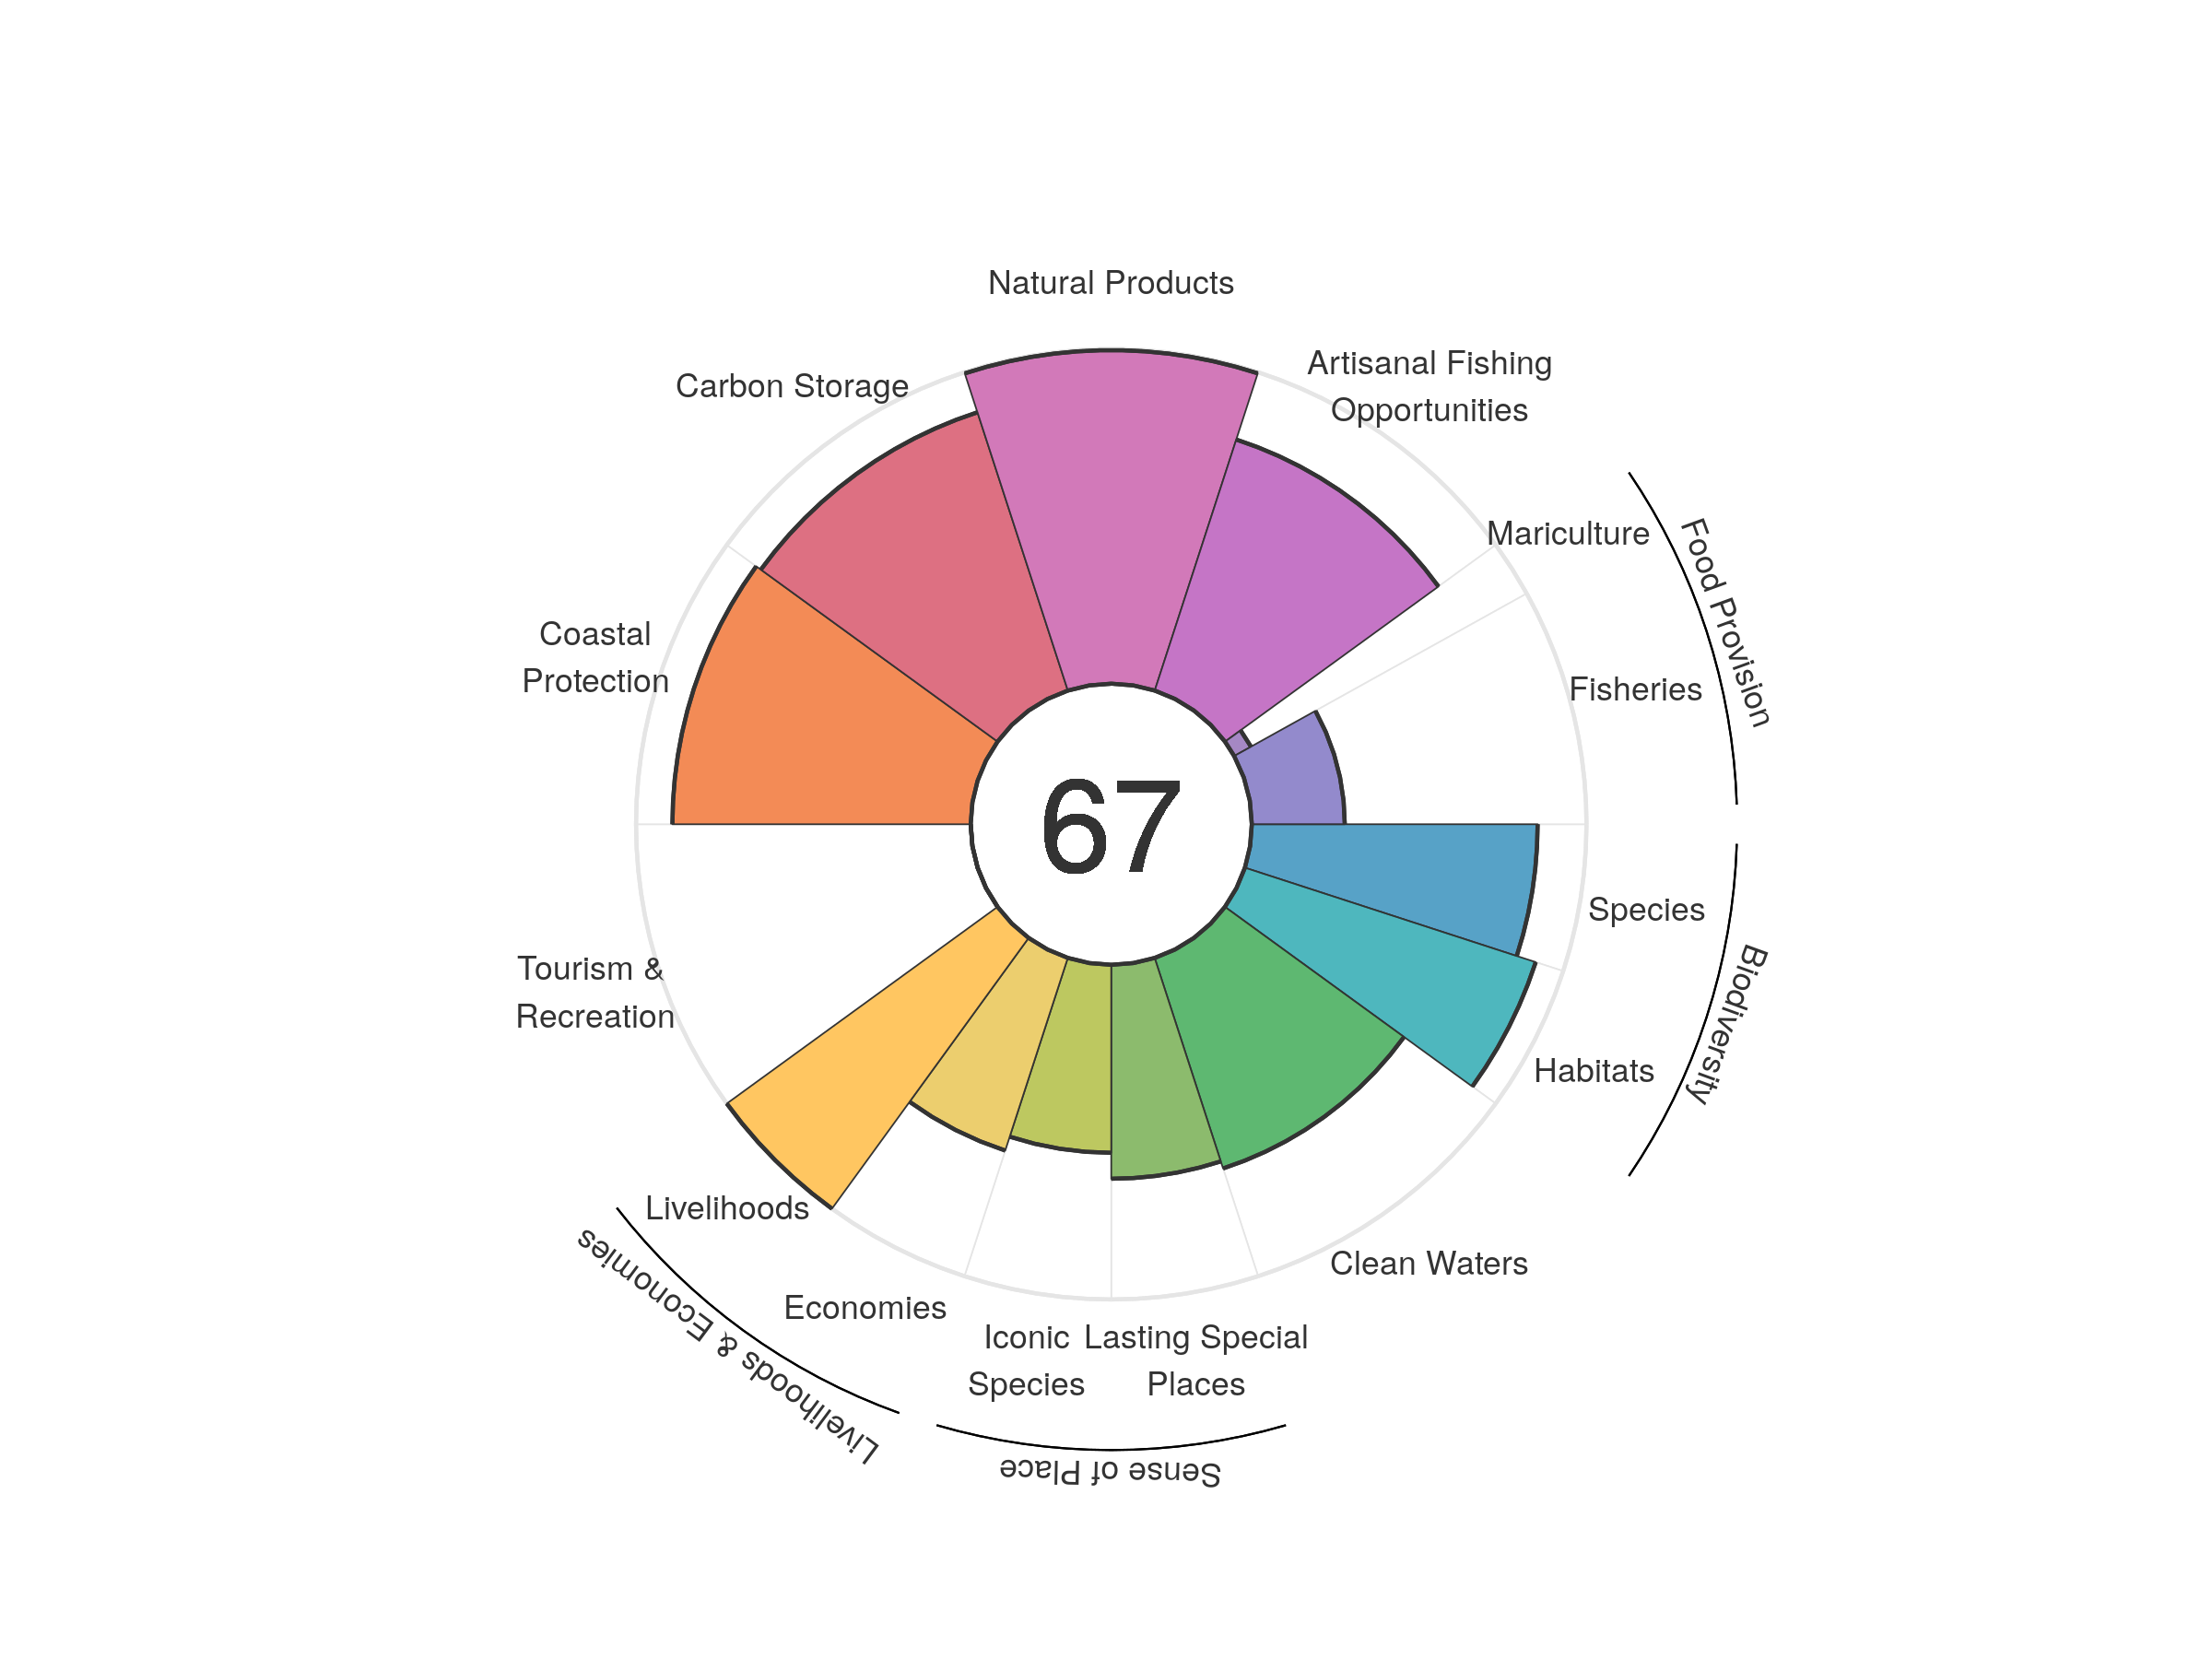 Natural Products
Artisanal Fishing
Opportunities
Carbon Storage
Mariculture
Food Provision
Coastal
Protection
Fisheries
67
Species
Biodiversity
Tourism &
Recreation
Habitats
Livelihoods
Clean Waters
Livelihoods & Economies
Economies
Iconic
Species
Lasting Special
Places
Sense of Place